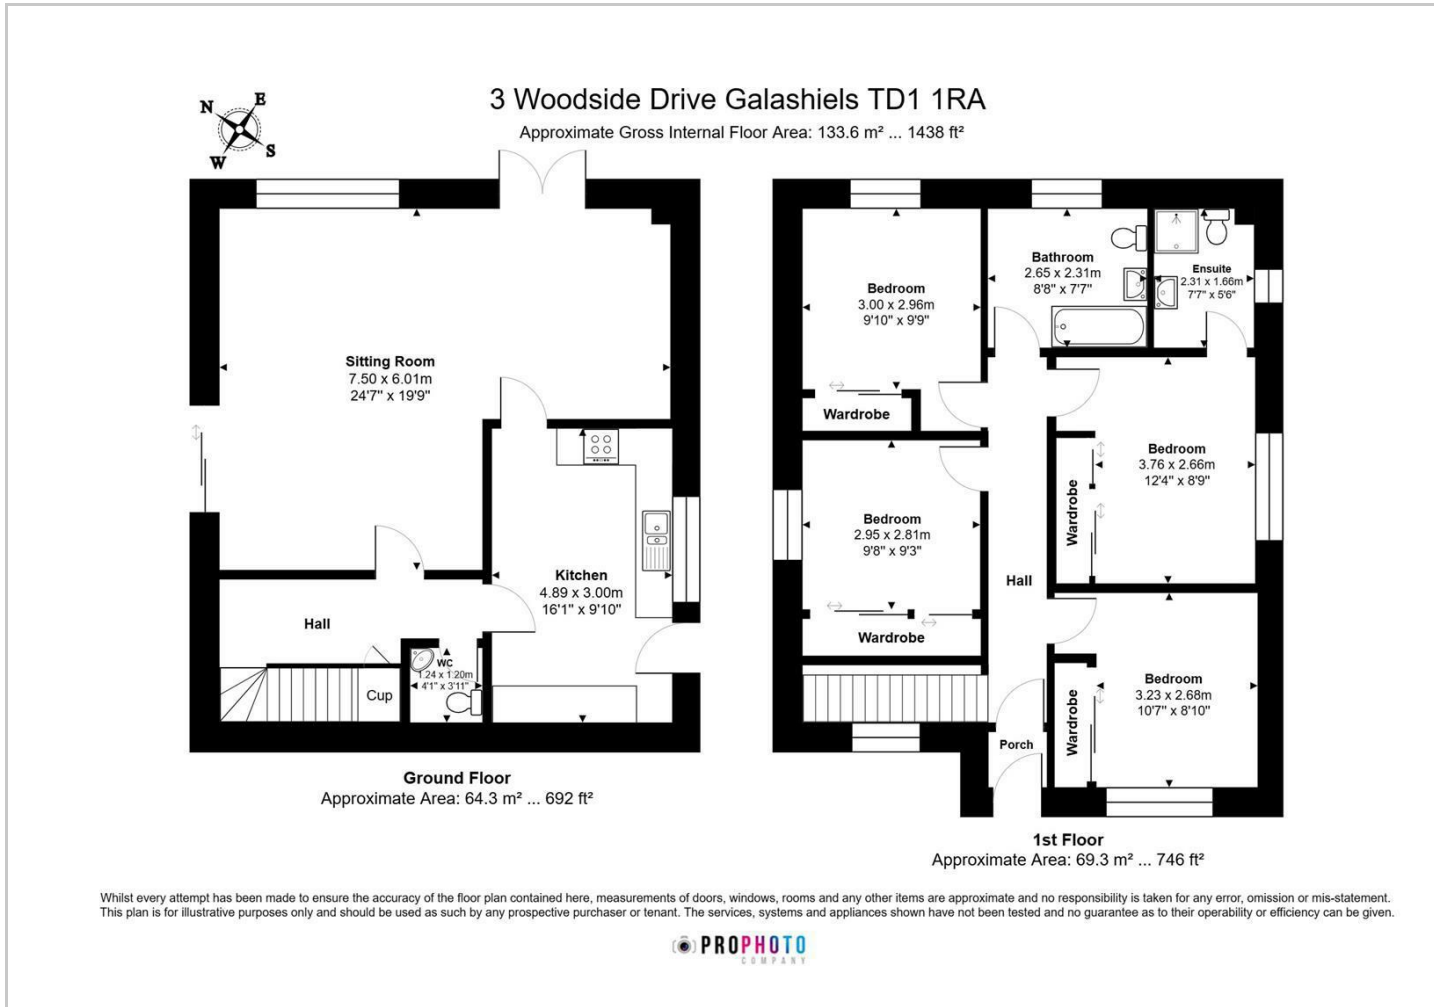 3 Woodside Drive Galashiels TD1 1RA
Approximate Gross Internal Floor Area: 133.6 m² ... 1438 ft²
N
E
W
S
Sitting Room
7.50 x 6.01m
24'7" x 19'9"
Kitchen
4.89 x 3.00m
16'1" x 9'10"
Hall
WC
1.24 x 1.20m
4'1" x 3'11"
Cup
Ground Floor
Approximate Area: 64.3 m² ... 692 ft²
Bedroom
3.00 x 2.96m
9'10" x 9'9"
Wardrobe
Bathroom
2.65 x 2.31m
8'8" x 7'7"
Ensuite
2.31 x 1.66m
7'7" x 5'6"
Bedroom
3.76 x 2.66m
12'4" x 8'9"
Wardrobe
Bedroom
2.95 x 2.81m
9'8" x 9'3"
Wardrobe
Hall
Bedroom
3.23 x 2.68m
10'7" x 8'10"
Wardrobe
Porch
1st Floor
Approximate Area: 69.3 m² ... 746 ft²
Whilst every attempt has been made to ensure the accuracy of the floor plan contained here, measurements of doors, windows, rooms and any other items are approximate and no responsibility is taken for any error, omission or mis-statement.
This plan is for illustrative purposes only and should be used as such by any prospective purchaser or tenant. The services, systems and appliances shown have not been tested and no guarantee as to their operability or efficiency can be given.
PROPHOTO
COMPANY